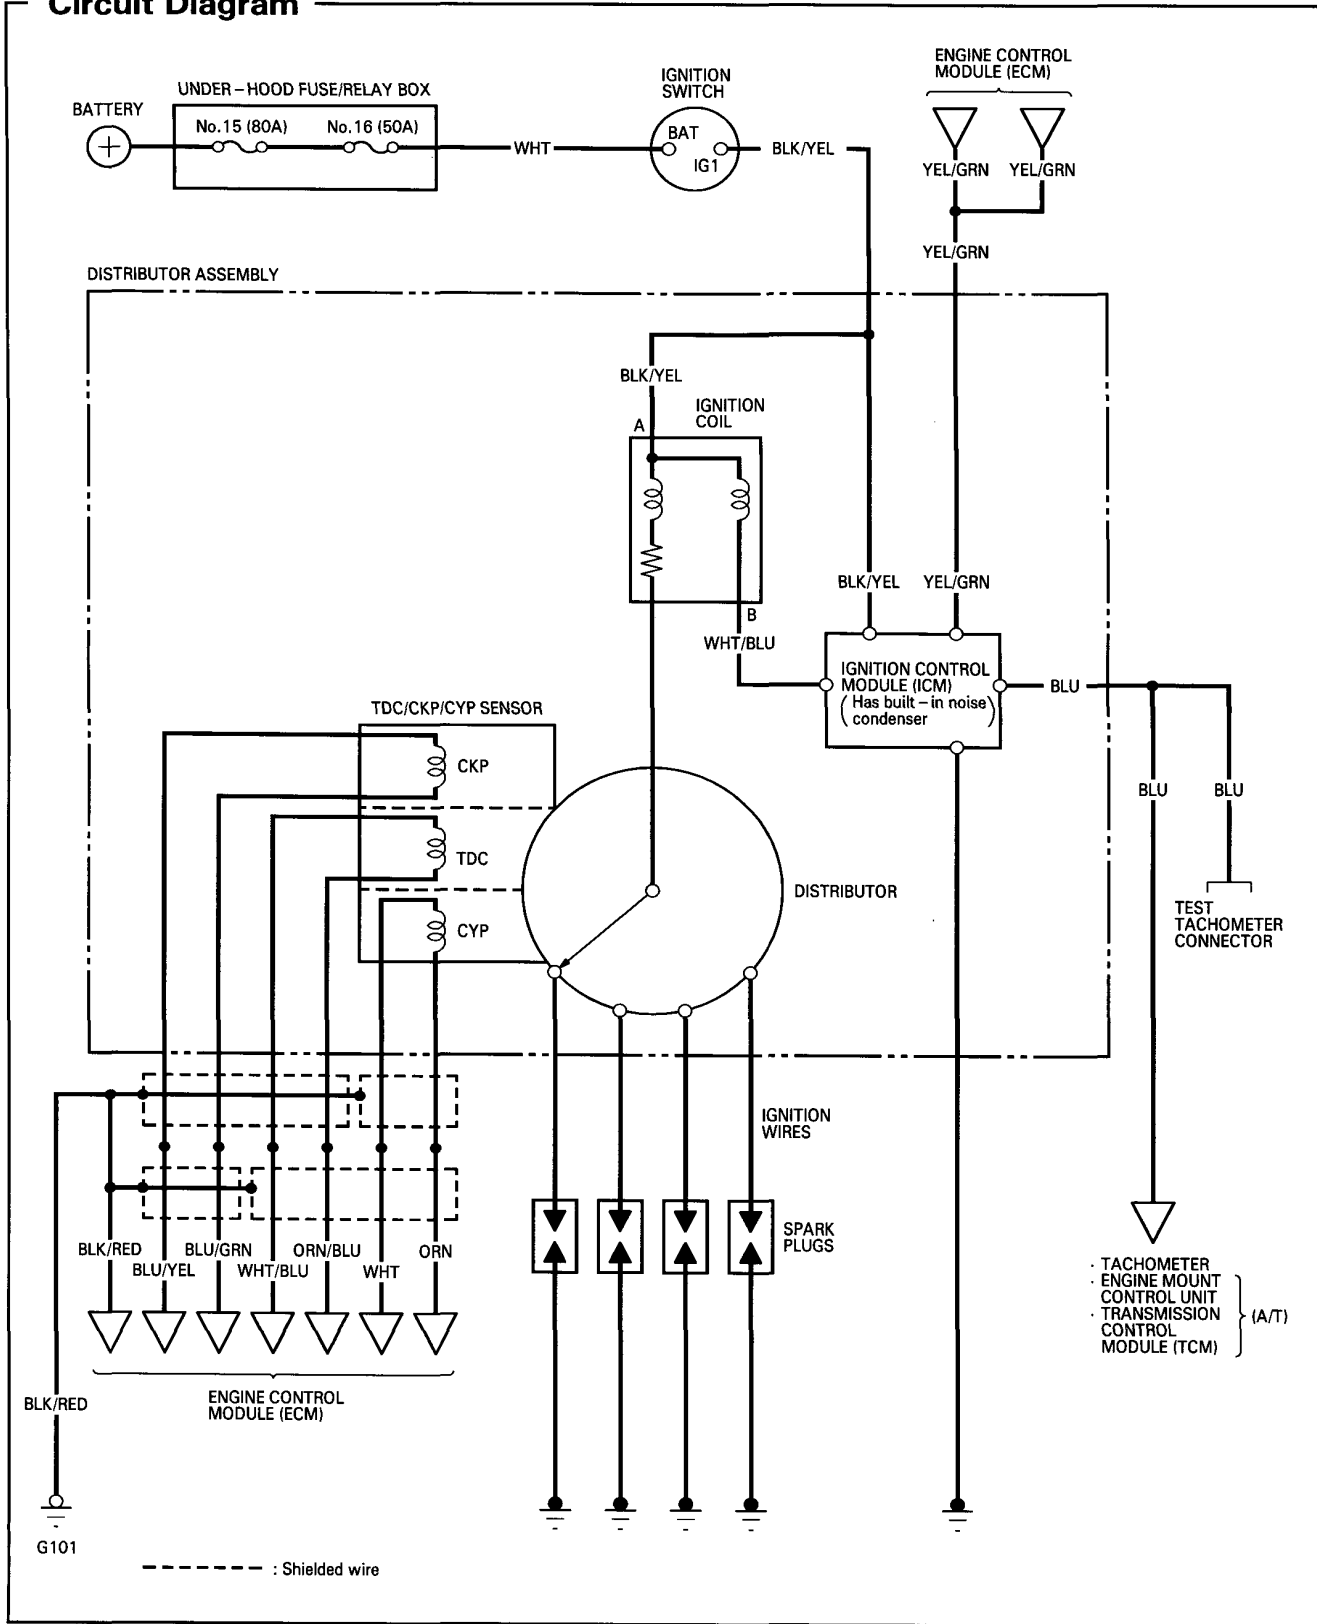 Circuit Diagram
ENGINE CONTROL
MODULE (ECM)
IGNITION
SWITCH
UNDER – HOOD FUSE/RELAY BOX
BATTERY
No.15 (80A)
No.16 (50A)
WHT
BAT
IG1
BLK/YEL
YEL/GRN
YEL/GRN
YEL/GRN
DISTRIBUTOR ASSEMBLY
BLK/YEL
IGNITION
COIL
A
BLK/YEL
YEL/GRN
B
WHT/BLU
IGNITION CONTROL
MODULE (ICM)
(Has built – in noise
condenser)
BLU
TDC/CKP/CYP SENSOR
CKP
TDC
CYP
BLU
BLU
DISTRIBUTOR
TEST
TACHOMETER
CONNECTOR
IGNITION
WIRES
SPARK
PLUGS
BLK/RED
BLU/YEL
BLU/GRN
WHT/BLU
ORN/BLU
WHT
ORN
· TACHOMETER
· ENGINE MOUNT
CONTROL UNIT
· TRANSMISSION
CONTROL
MODULE (TCM)
(A/T)
BLK/RED
ENGINE CONTROL
MODULE (ECM)
G101
: Shielded wire